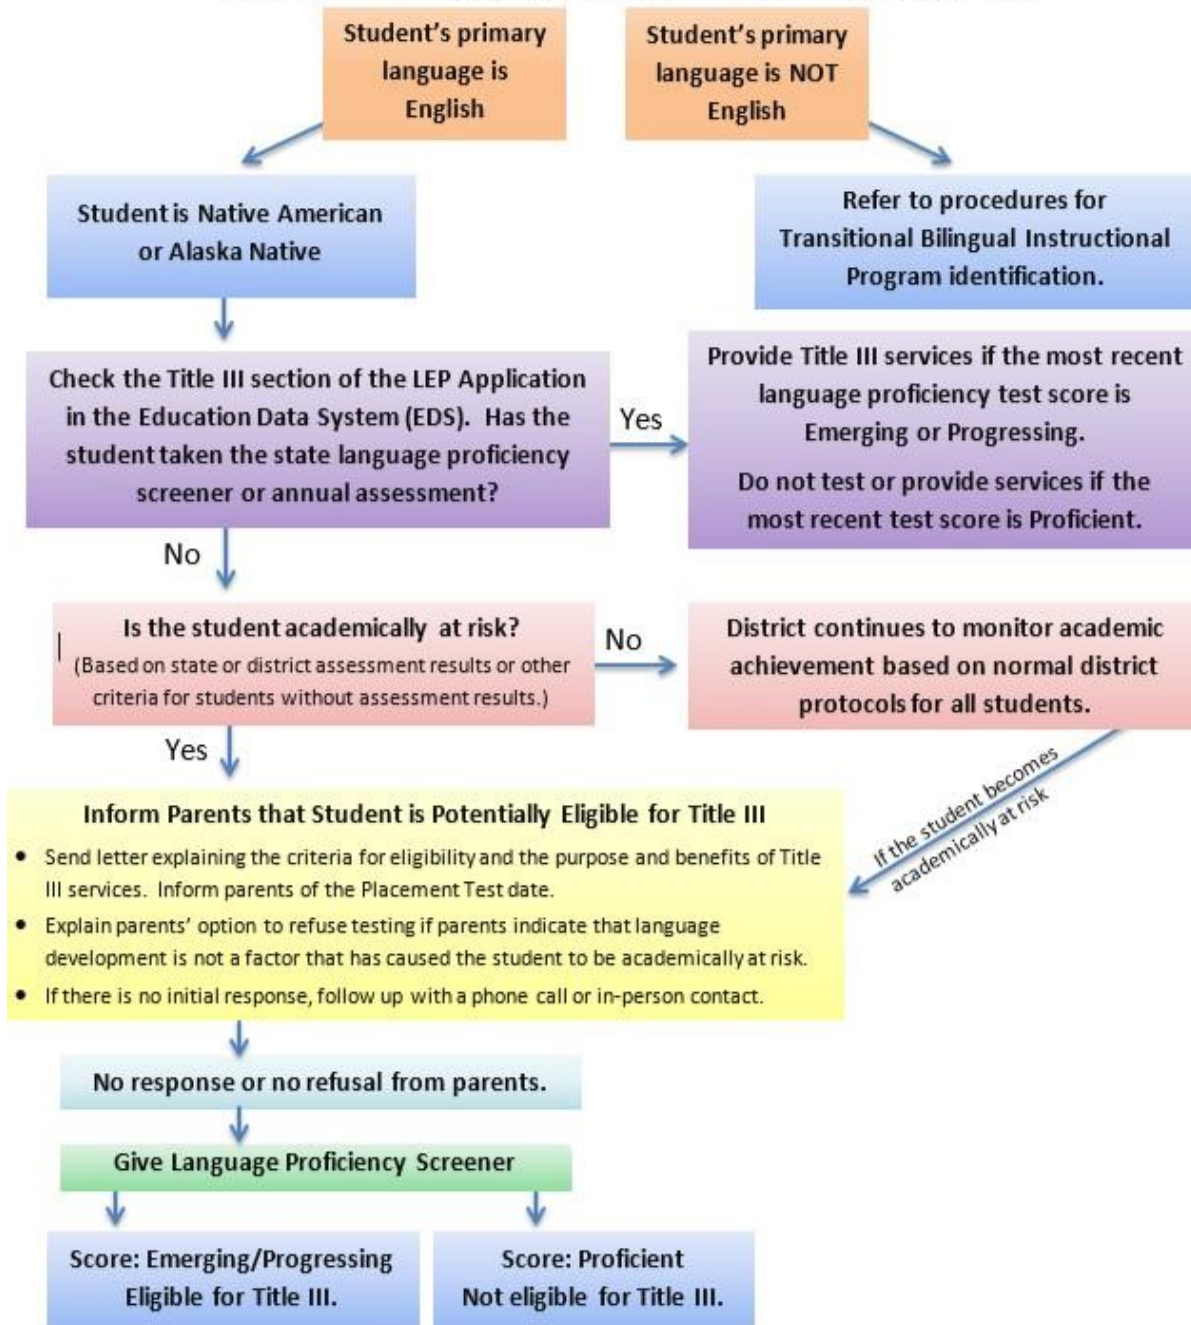 Student's primary
language is
English
Student's primary
language is NOT
English
Student is Native American
or Alaska Native
Refer to procedures for
Transitional Bilingual Instructional
Program identification.
Check the Title III section of the LEP Application
in the Education Data System (EDS). Has the
student taken the state language proficiency
screener or annual assessment?
Yes
Provide Title III services if the most recent
language proficiency test score is
Emerging or Progressing.
Do not test or provide services if the
most recent test score is Proficient.
No
Is the student academically at risk?
(Based on state or district assessment results or other
criteria for students without assessment results.)
No
District continues to monitor academic
achievement based on normal district
protocols for all students.
Yes
If the student becomes
academically at risk
Inform Parents that Student is Potentially Eligible for Title III
• Send letter explaining the criteria for eligibility and the purpose and benefits of Title
III services. Inform parents of the Placement Test date.
• Explain parents' option to refuse testing if parents indicate that language
development is not a factor that has caused the student to be academically at risk.
• If there is no initial response, follow up with a phone call or in-person contact.
No response or no refusal from parents.
Give Language Proficiency Screener
Score: Emerging/Progressing
Eligible for Title III.
Score: Proficient
Not eligible for Title III.